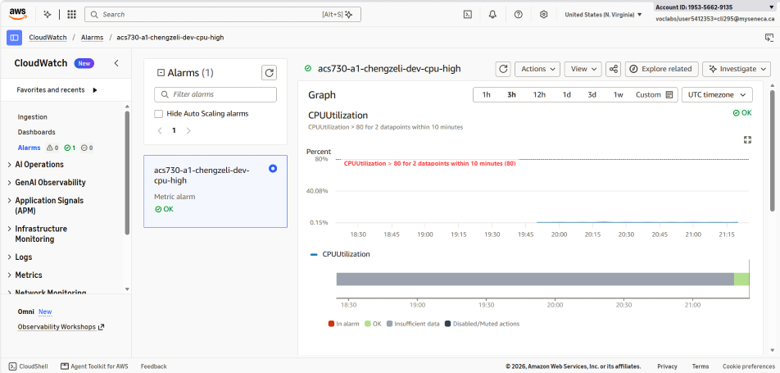 aws
Search
[Alt+S]
United States (N. Virginia)
Account ID: 1953-5662-9135
voclabs/user5412353=cli295@myseneca.ca
CloudWatch
Alarms
acs730-a1-chengzeli-dev-cpu-high
CloudWatch
New
Favorites and recents
Ingestion
Dashboards
Alarms 0 1 0
AI Operations
GenAI Observability
Application Signals
(APM)
Infrastructure
Monitoring
Logs
Metrics
Network Monitoring
Omni New
Observability Workshops
Alarms (1)
Filter alarms
Hide Auto Scaling alarms
1
acs730-a1-chengzeli-dev-
cpu-high
Metric alarm
OK
acs730-a1-chengzeli-dev-cpu-high
Actions
View
Explore related
Investigate
Graph
1h 3h 12h 1d 3d 1w Custom
UTC timezone
CPUUtilization
OK
CPUUtilization > 80 for 2 datapoints within 10 minutes
Percent
80%
CPUUtilization > 80 for 2 datapoints within 10 minutes (80)
40.08%
0.15%
18:30 18:45 19:00 19:15 19:30 19:45 20:00 20:15 20:30 20:45 21:00 21:15
CPUUtilization
18:30 19:00 19:30 20:00 20:30 21:00
In alarm OK Insufficient data Disabled/Muted actions
CloudShell
Agent Toolkit for AWS
Feedback
© 2026, Amazon Web Services, Inc. or its affiliates.
Privacy
Terms
Cookie preferences